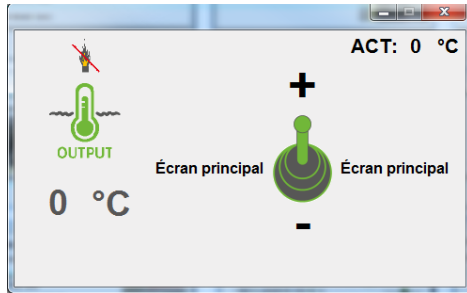 ACT: 0 °C
+
OUTPUT
Écran principal Écran principal
0 °C
-